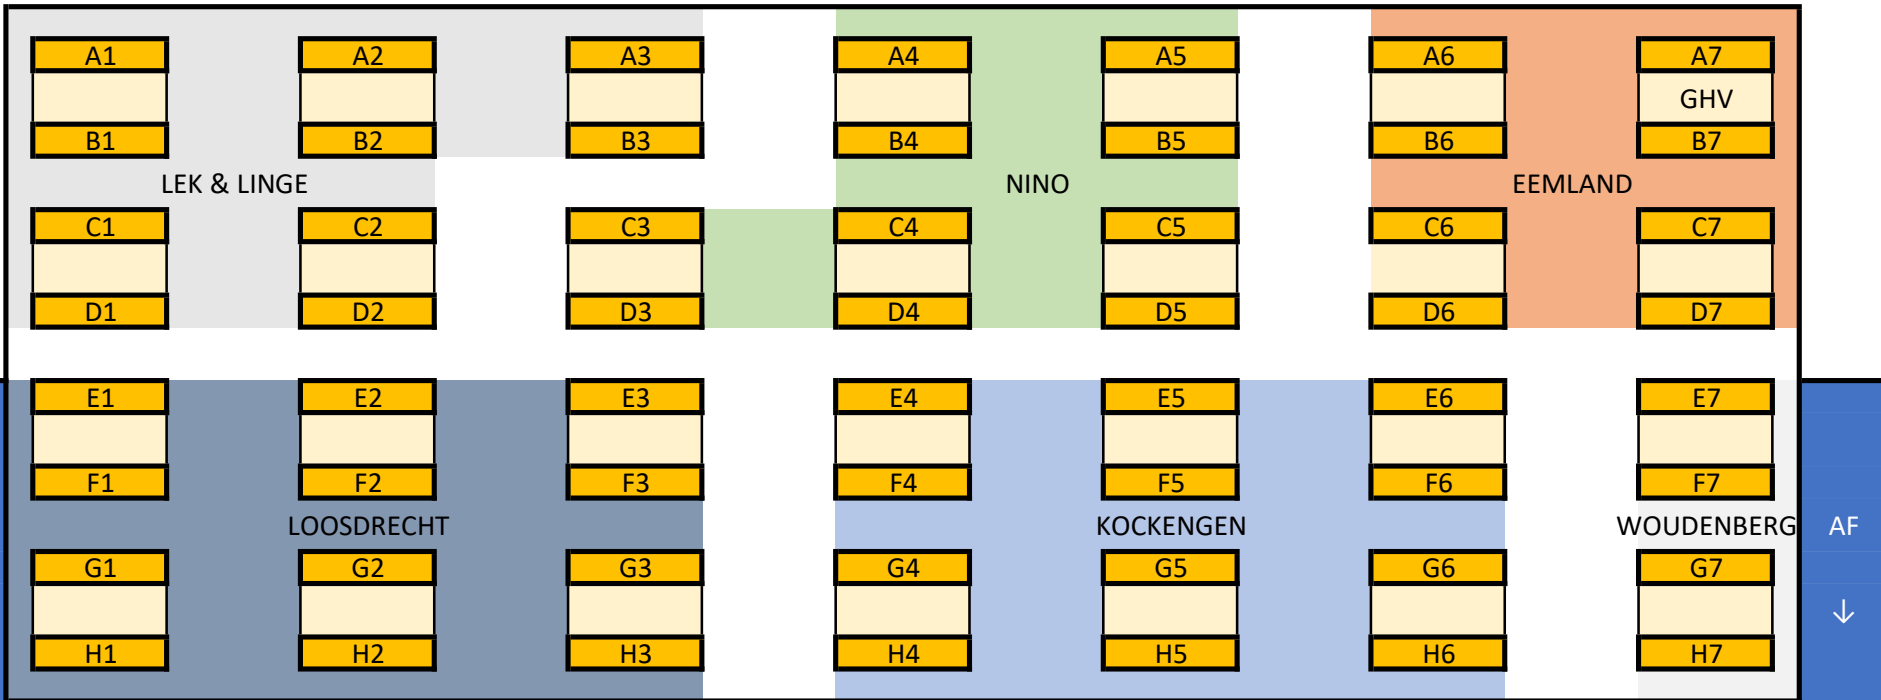 A1 A2 A3 A4 A5 A6 A7
GHV
B1 B2 B3 B4 B5 B6 B7
LEK & LINGE NINO EEMLAND
C1 C2 C3 C4 C5 C6 C7
D1 D2 D3 D4 D5 D6 D7
E1 E2 E3 E4 E5 E6 E7
F1 F2 F3 F4 F5 F6 F7
LOOSDRECHT KOCKENGEN WOUDENBERG AF
G1 G2 G3 G4 G5 G6 G7
↓
H1 H2 H3 H4 H5 H6 H7